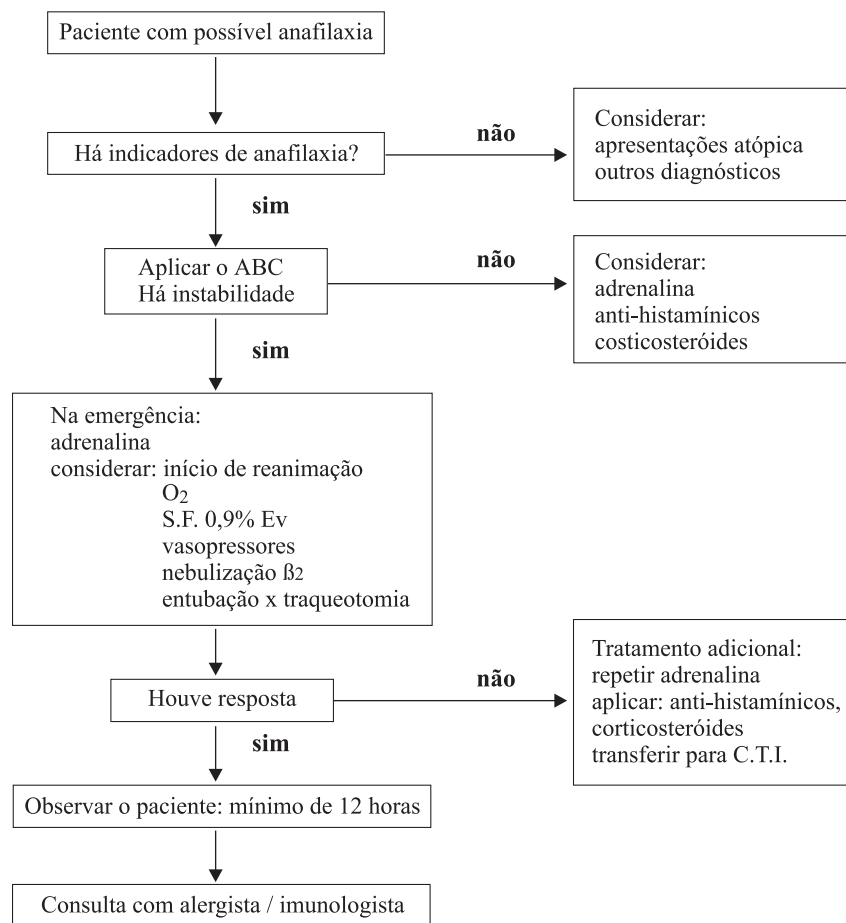 Paciente com possível anafilaxia
Há indicadores de anafilaxia?
não
Considerar:
apresentações atópica
outros diagnósticos
sim
Aplicar o ABC
Há instabilidade
não
Considerar:
adrenalina
anti-histamínicos
costicosteróides
sim
Na emergência:
adrenalina
considerar: início de reanimação
O2
S.F. 0,9% Ev
vasopressores
nebulização ß2
entubação x traqueotomia
Houve resposta
não
Tratamento adicional:
repetir adrenalina
aplicar: anti-histamínicos,
corticosteróides
transferir para C.T.I.
sim
Observar o paciente: mínimo de 12 horas
Consulta com alergista / imunologista